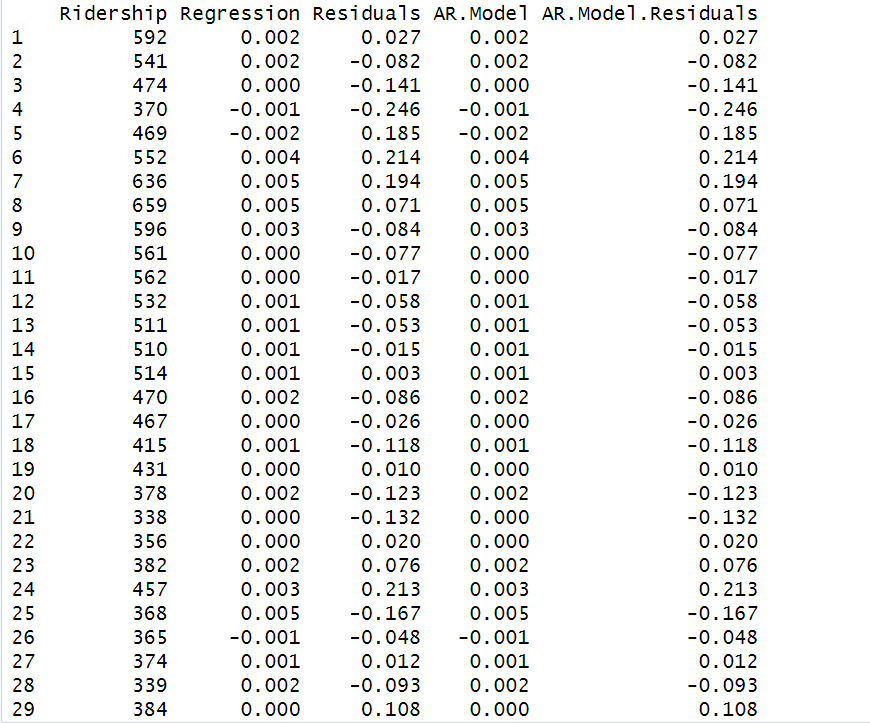 Ridership Regression Residuals AR.Model AR.Model.Residuals
1 592 0.002 0.027 0.002 0.027
2 541 0.002 -0.082 0.002 -0.082
3 474 0.000 -0.141 0.000 -0.141
4 370 -0.001 -0.246 -0.001 -0.246
5 469 -0.002 0.185 -0.002 0.185
6 552 0.004 0.214 0.004 0.214
7 636 0.005 0.194 0.005 0.194
8 659 0.005 0.071 0.005 0.071
9 596 0.003 -0.084 0.003 -0.084
10 561 0.000 -0.077 0.000 -0.077
11 562 0.000 -0.017 0.000 -0.017
12 532 0.001 -0.058 0.001 -0.058
13 511 0.001 -0.053 0.001 -0.053
14 510 0.001 -0.015 0.001 -0.015
15 514 0.001 0.003 0.001 0.003
16 470 0.002 -0.086 0.002 -0.086
17 467 0.000 -0.026 0.000 -0.026
18 415 0.001 -0.118 0.001 -0.118
19 431 0.000 0.010 0.000 0.010
20 378 0.002 -0.123 0.002 -0.123
21 338 0.000 -0.132 0.000 -0.132
22 356 0.000 0.020 0.000 0.020
23 382 0.002 0.076 0.002 0.076
24 457 0.003 0.213 0.003 0.213
25 368 0.005 -0.167 0.005 -0.167
26 365 -0.001 -0.048 -0.001 -0.048
27 374 0.001 0.012 0.001 0.012
28 339 0.002 -0.093 0.002 -0.093
29 384 0.000 0.108 0.000 0.108